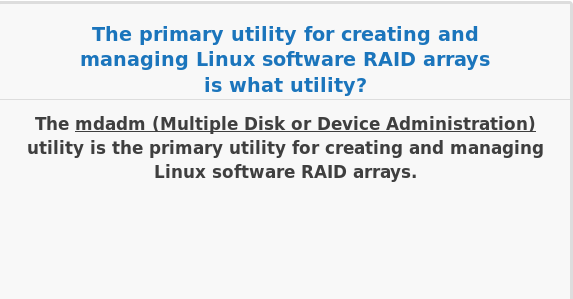 The primary utility for creating and
managing Linux software RAID arrays
is what utility?
The mdadm (Multiple Disk or Device Administration)
utility is the primary utility for creating and managing
Linux software RAID arrays.